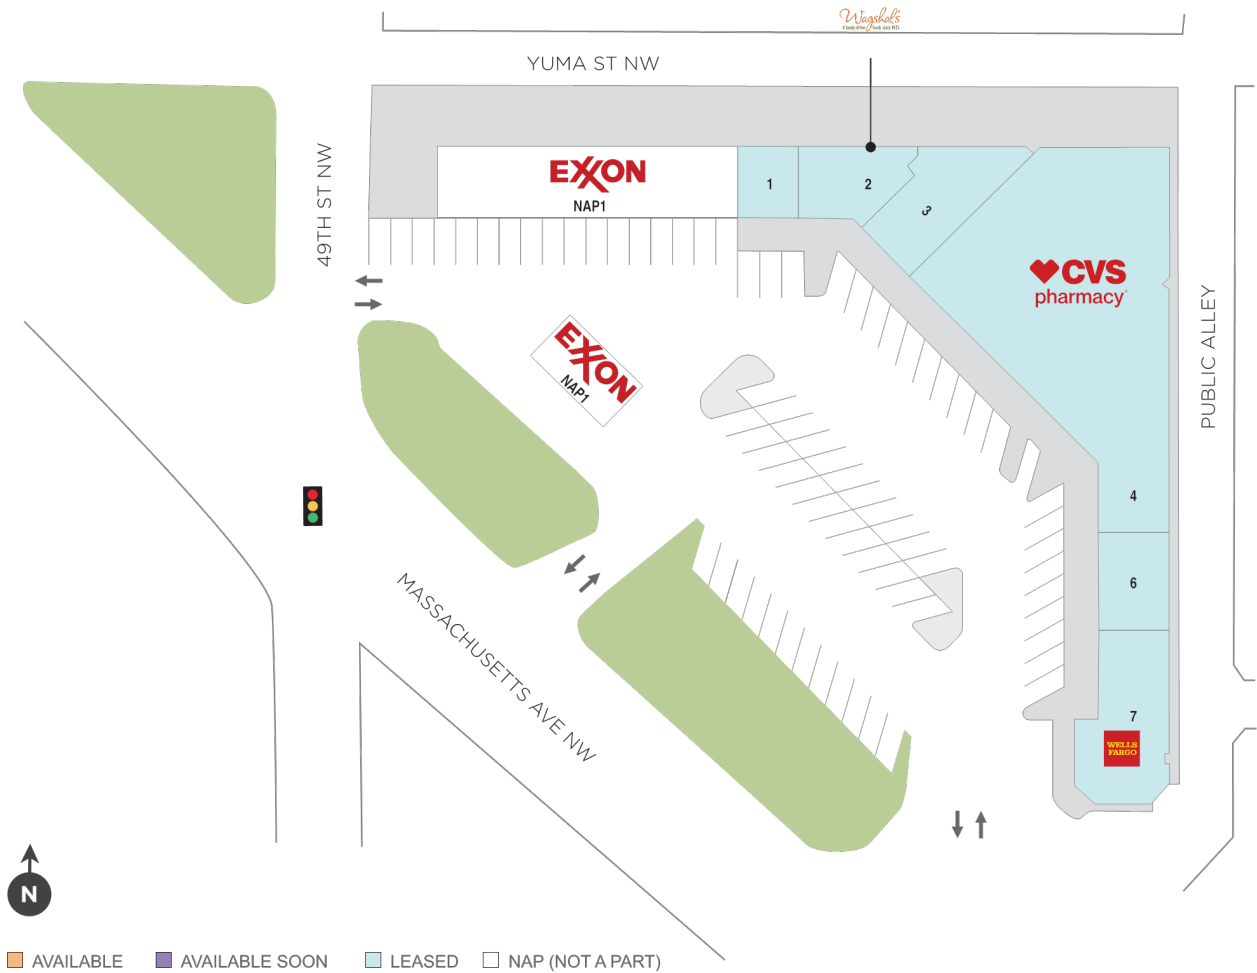 Wagshal's
YUMA ST NW
49TH ST NW
EXXON
NAP1
1
2
3
CVS
pharmacy
PUBLIC ALLEY
EXXON
NAP1
4
6
MASSACHUSETTS AVE NW
7
WELLS
FARGO
N
AVAILABLE
AVAILABLE SOON
LEASED
NAP (NOT A PART)